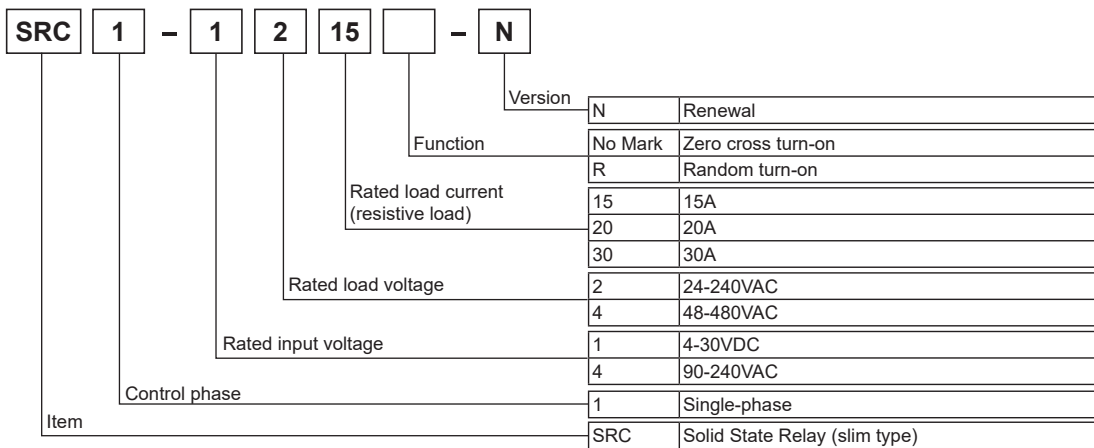 SRC 1 – 1 2 15 – N
Version
N Renewal
Function
No Mark Zero cross turn-on
R Random turn-on
Rated load current
(resistive load)
15 15A
20 20A
30 30A
Rated load voltage
2 24-240VAC
4 48-480VAC
Rated input voltage
1 4-30VDC
4 90-240VAC
Control phase
1 Single-phase
Item
SRC Solid State Relay (slim type)